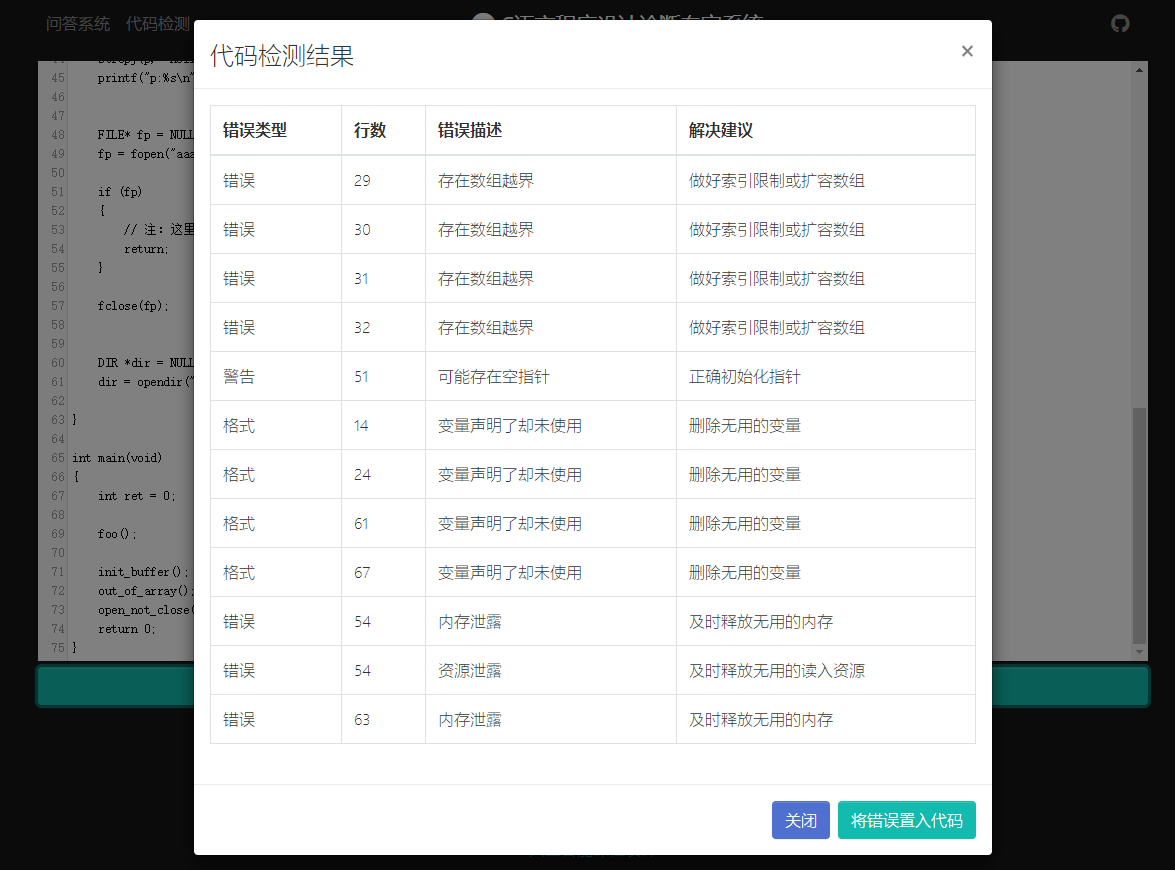 问答系统 代码检测
代码检测结果 ×
错误类型 行数 错误描述 解决建议
错误 29 存在数组越界 做好索引限制或扩容数组
错误 30 存在数组越界 做好索引限制或扩容数组
错误 31 存在数组越界 做好索引限制或扩容数组
错误 32 存在数组越界 做好索引限制或扩容数组
警告 51 可能存在空指针 正确初始化指针
格式 14 变量声明了却未使用 删除无用的变量
格式 24 变量声明了却未使用 删除无用的变量
格式 61 变量声明了却未使用 删除无用的变量
格式 67 变量声明了却未使用 删除无用的变量
错误 54 内存泄露 及时释放无用的内存
错误 54 资源泄露 及时释放无用的读入资源
错误 63 内存泄露 及时释放无用的内存
关闭 将错误置入代码
45 printf("p:%s\n"
46
47
48 FILE* fp = NULL
49 fp = fopen("aaa
50
51 if (fp)
52 {
53 // 注：这里
54 return;
55 }
56
57 fclose(fp);
58
59
60 DIR *dir = NULL
61 dir = opendir("
62
63 }
64
65 int main(void)
66 {
67 int ret = 0;
68
69 foo();
70
71 init_buffer();
72 out_of_array();
73 open_not_close(
74 return 0;
75 }